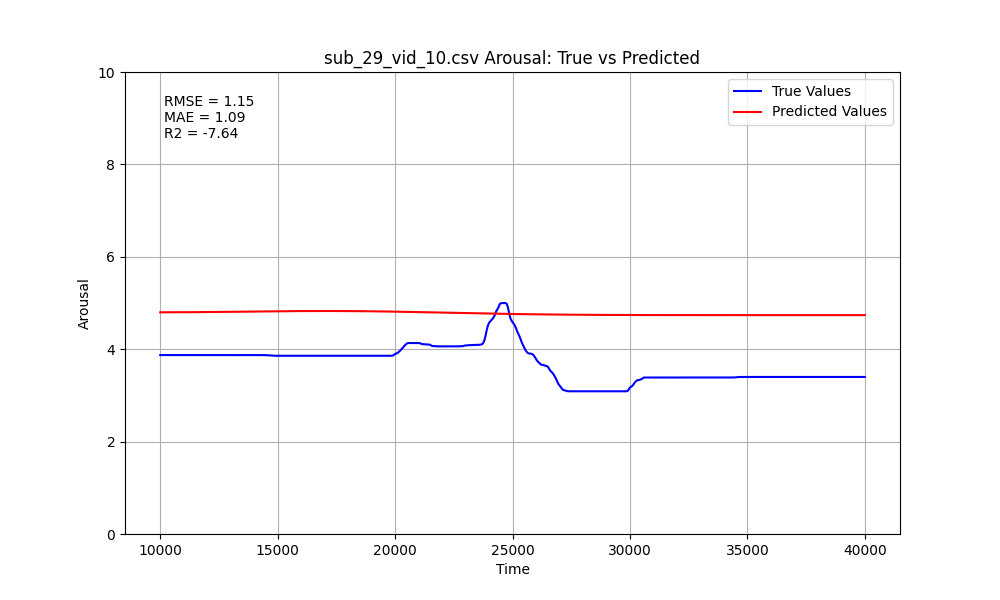 sub_29_vid_10.csv Arousal: True vs Predicted
RMSE = 1.15
MAE = 1.09
R2 = -7.64
True Values
Predicted Values
10
8
6
4
2
0
Arousal
10000 15000 20000 25000 30000 35000 40000
Time